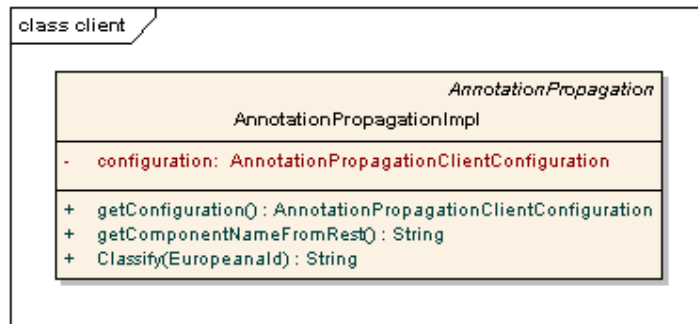 class client
AnnotationPropagation
AnnotationPropagationImpl
- configuration: AnnotationPropagationClientConfiguration
+ getConfiguration() : AnnotationPropagationClientConfiguration
+ getComponentNameFromRest() : String
+ Classify(EuropeanaId) : String